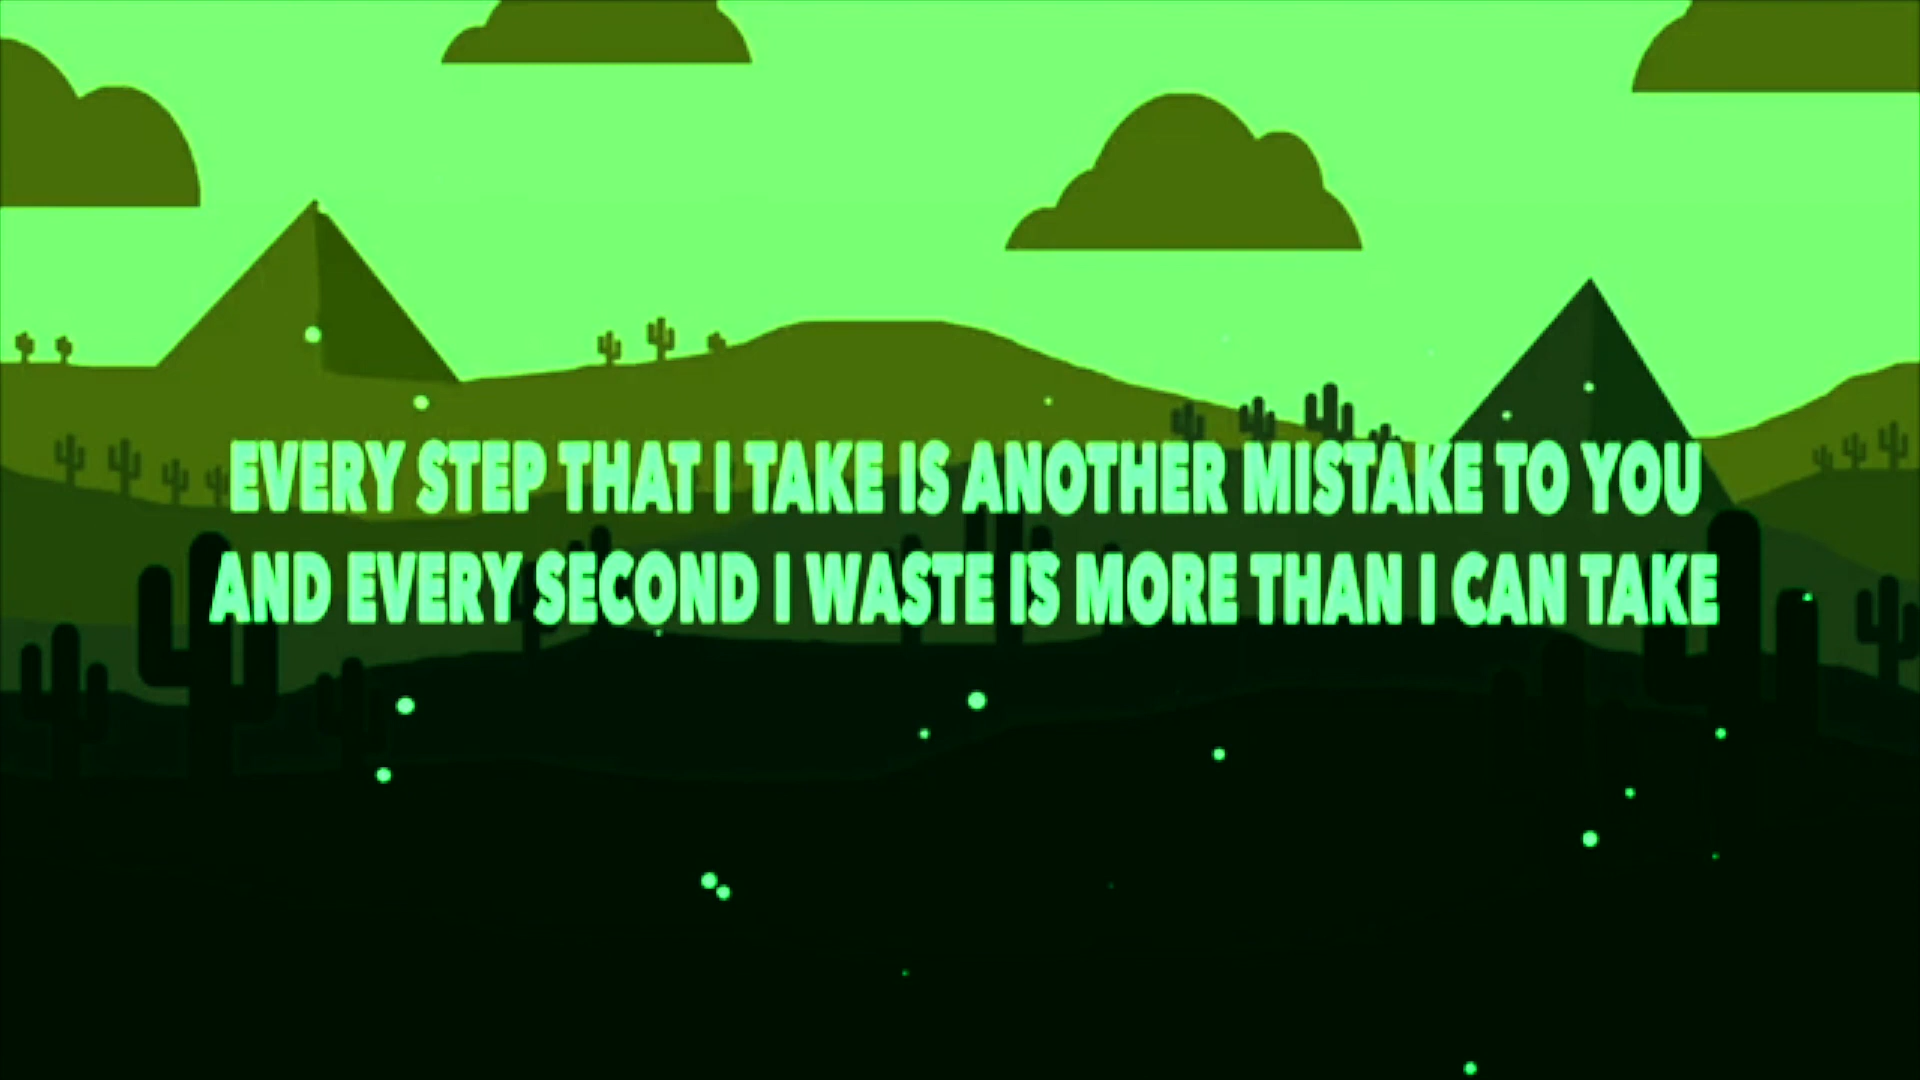 EVERY STEP THAT I TAKE IS ANOTHER MISTAKE TO YOU
AND EVERY SECOND I WASTE IS MORE THAN I CAN TAKE